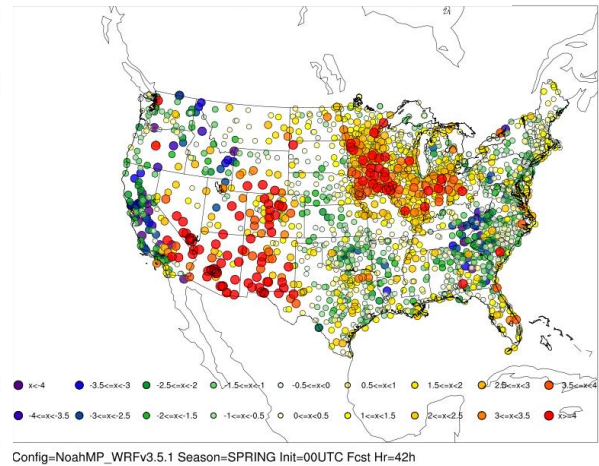 x<-4 -3.5<=x<-3 -2.5<=x<-2 -1.5<=x<-1 -0.5<=x<0 0.5<=x<1 1.5<=x<2 2.5<=x<3 3.5<=x<4
-4<=x<-3.5 -3<=x<-2.5 -2<=x<-1.5 -1<=x<-0.5 0<=x<0.5 1<=x<1.5 2<=x<2.5 3<=x<3.5 x>=4
Config=NoahMP_WRFv3.5.1 Season=SPRING Init=00UTC Fcst Hr=42h